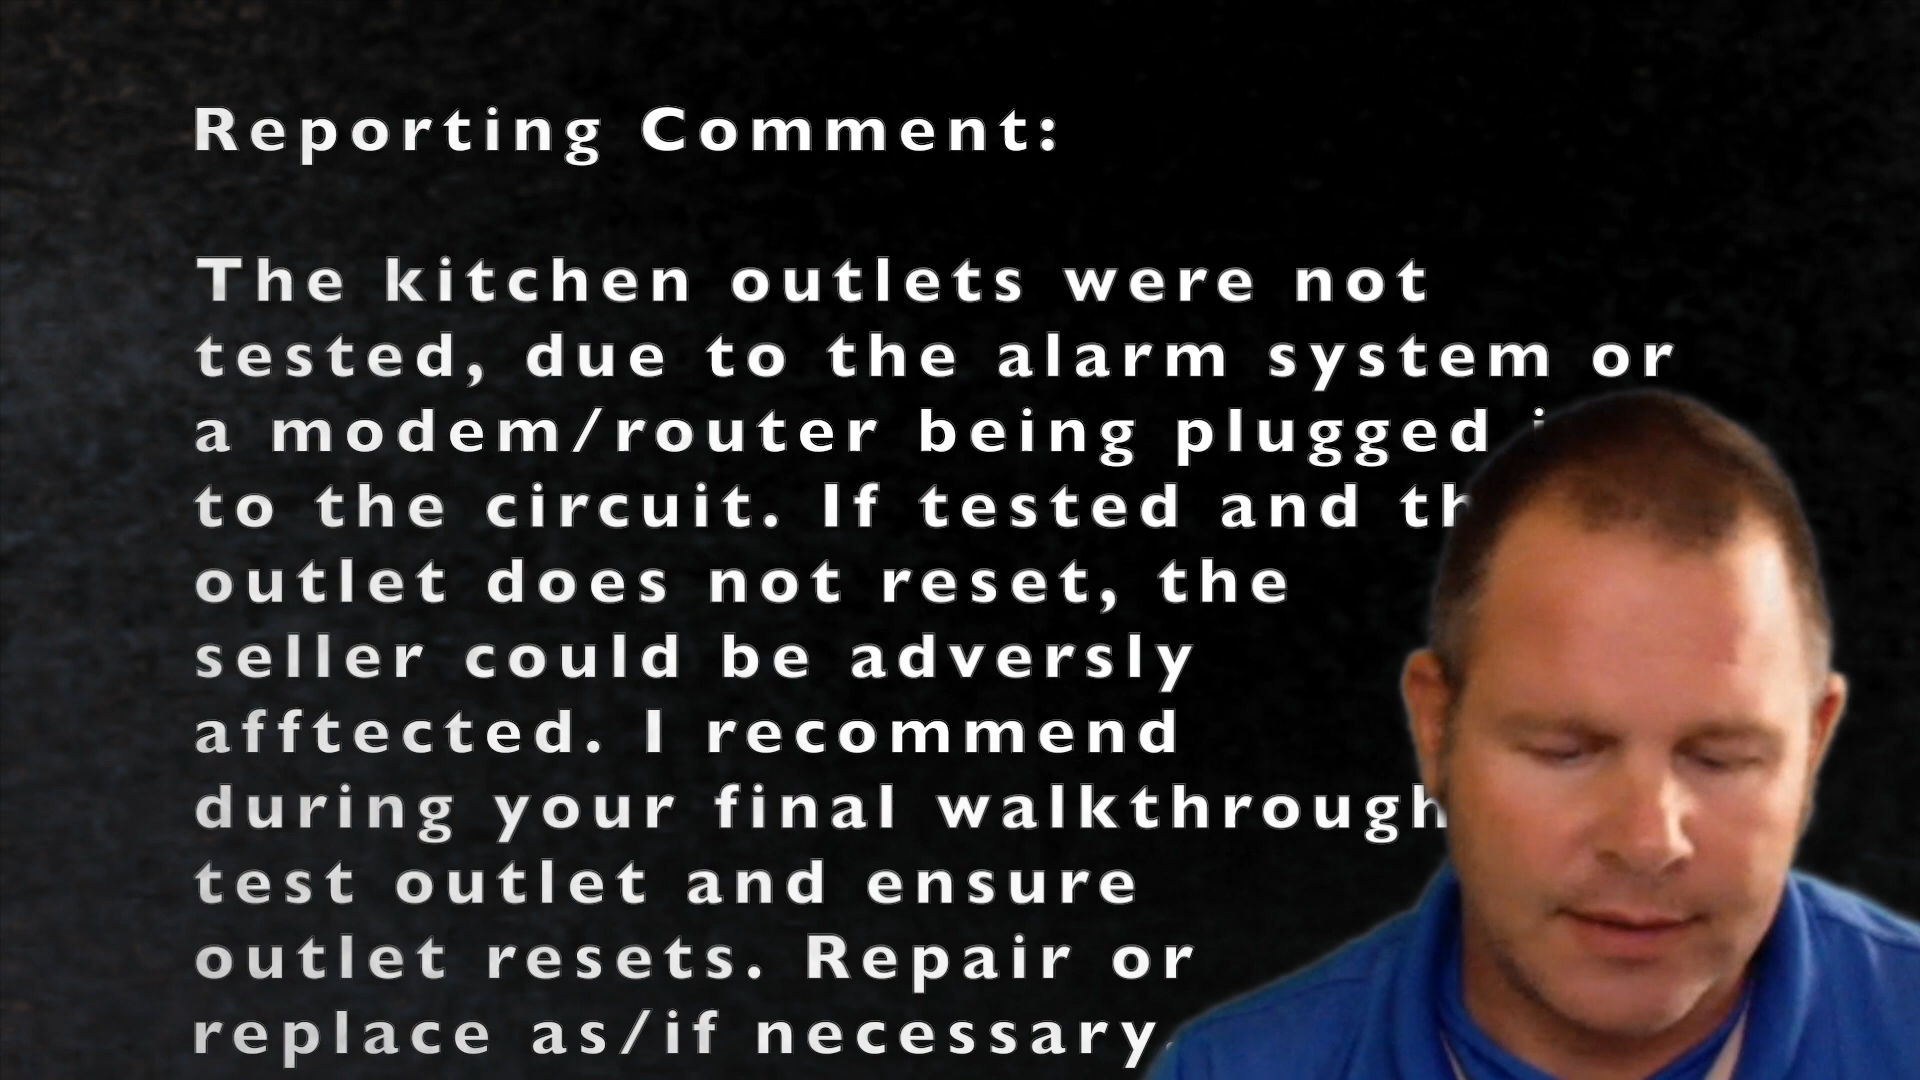 Reporting Comment:
The kitchen outlets were not
tested, due to the alarm system or
a modem/router being plugged
to the circuit. If tested and
outlet does not reset, the
seller could be adversly
afftected. I recommend
during your final walkthrough
test outlet and ensure
outlet resets. Repair or
replace as/if necessary.